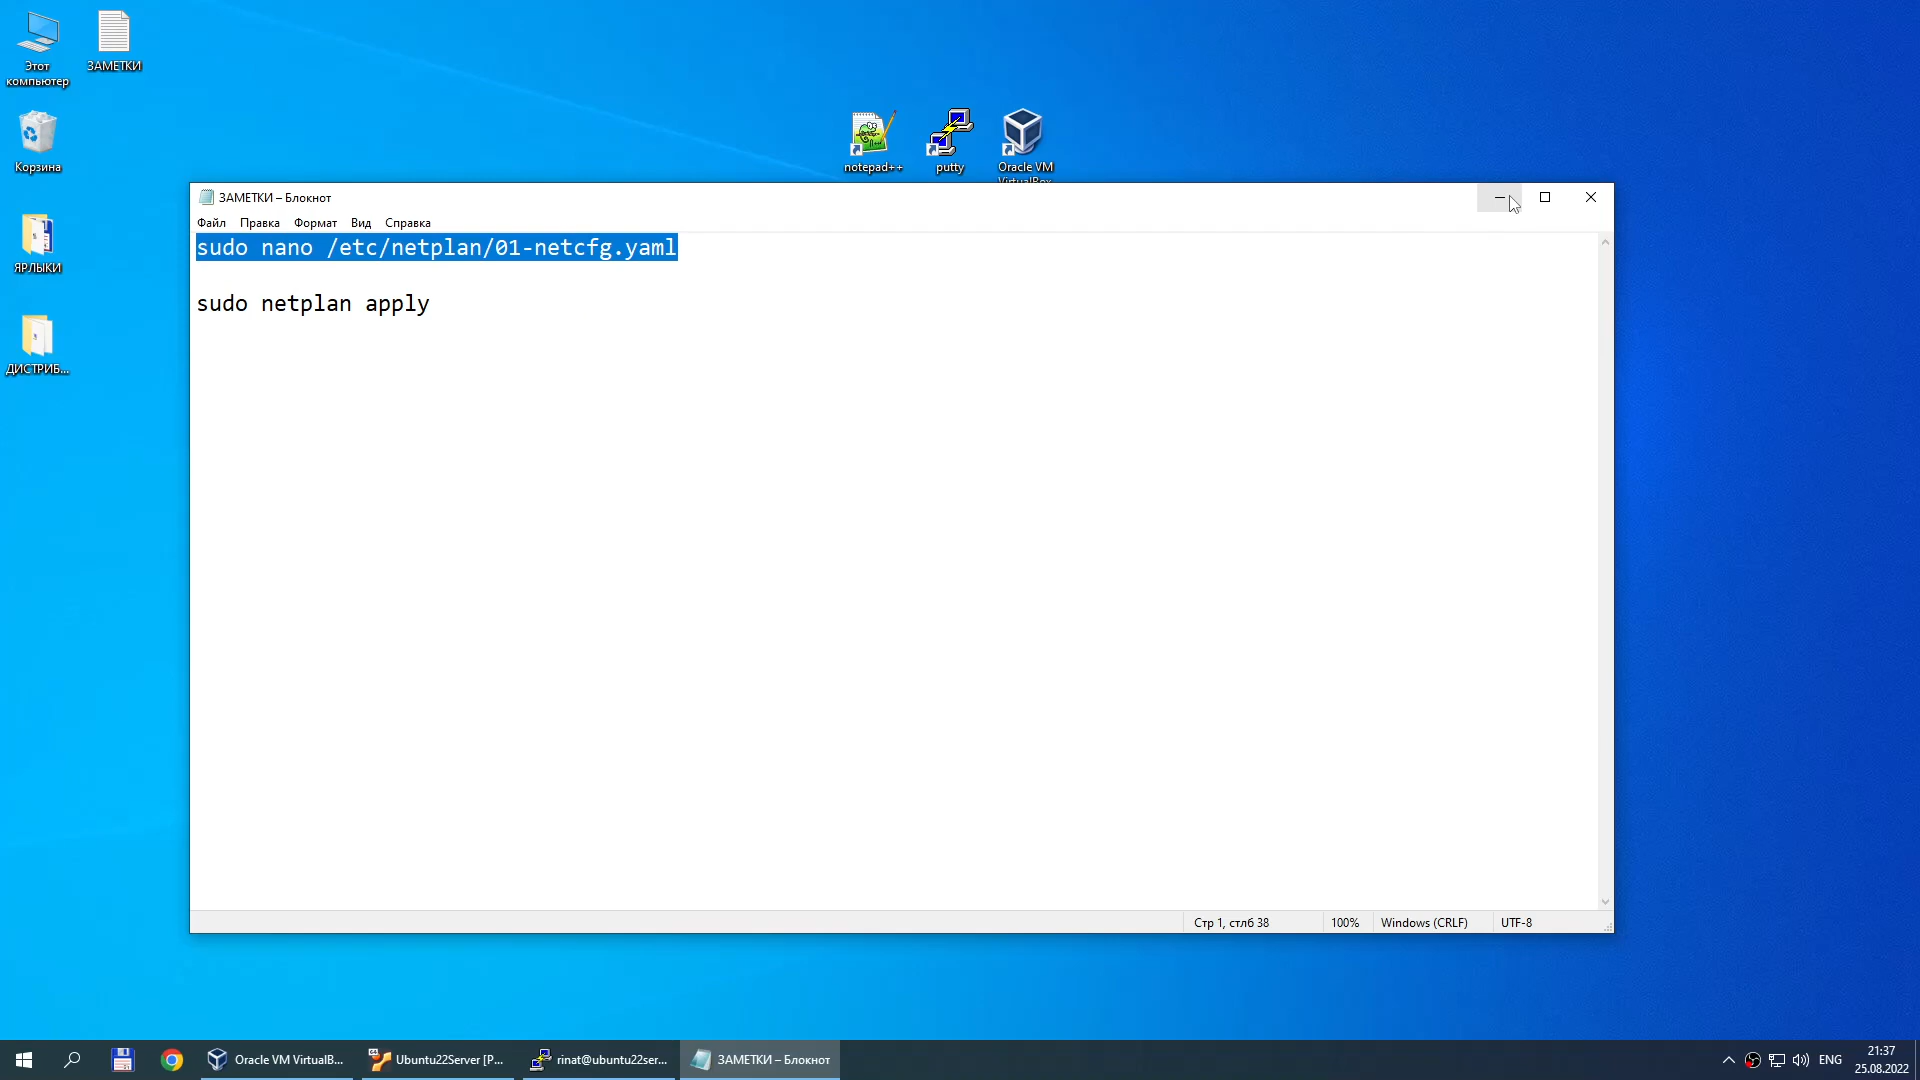 Этот
компьютер
ЗАМЕТКИ
Корзина
ЯРЛЫКИ
ДИСТРИБ...
notepad++
putty
Oracle VM
VirtualBox
ЗАМЕТКИ – Блокнот
Файл Правка Формат Вид Справка
sudo nano /etc/netplan/01-netcfg.yaml
sudo netplan apply
Стр 1, стлб 38 100% Windows (CRLF) UTF-8
Oracle VM VirtualB... Ubuntu22Server [P... rinat@ubuntu22ser... ЗАМЕТКИ – Блокнот ENG
21:37
25.08.2022